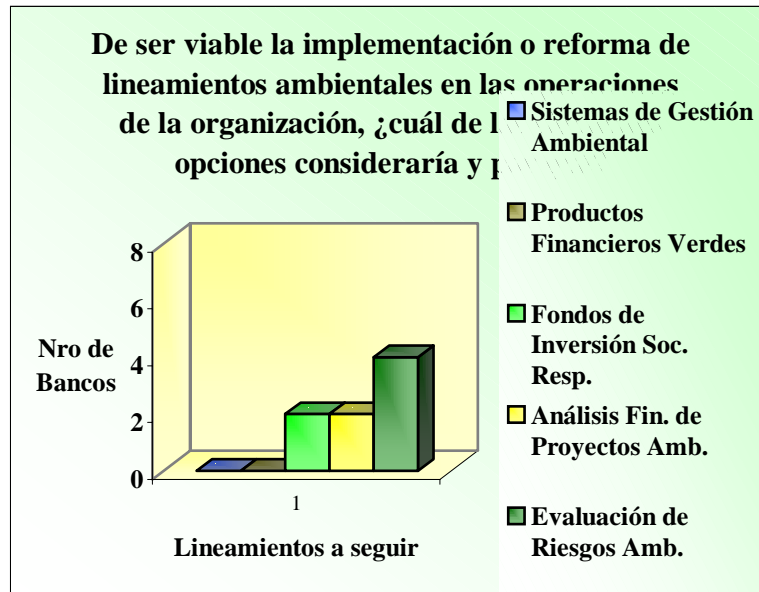 De ser viable la implementación o reforma de
lineamientos ambientales en las operaciones
de la organización, ¿cuál de l
opciones consideraría y p
Sistemas de Gestión
Ambiental
Productos
Financieros Verdes
Fondos de
Inversión Soc.
Resp.
Análisis Fin. de
Proyectos Amb.
Evaluación de
Riesgos Amb.
8
6
4
2
0
Nro de
Bancos
1
Lineamientos a seguir